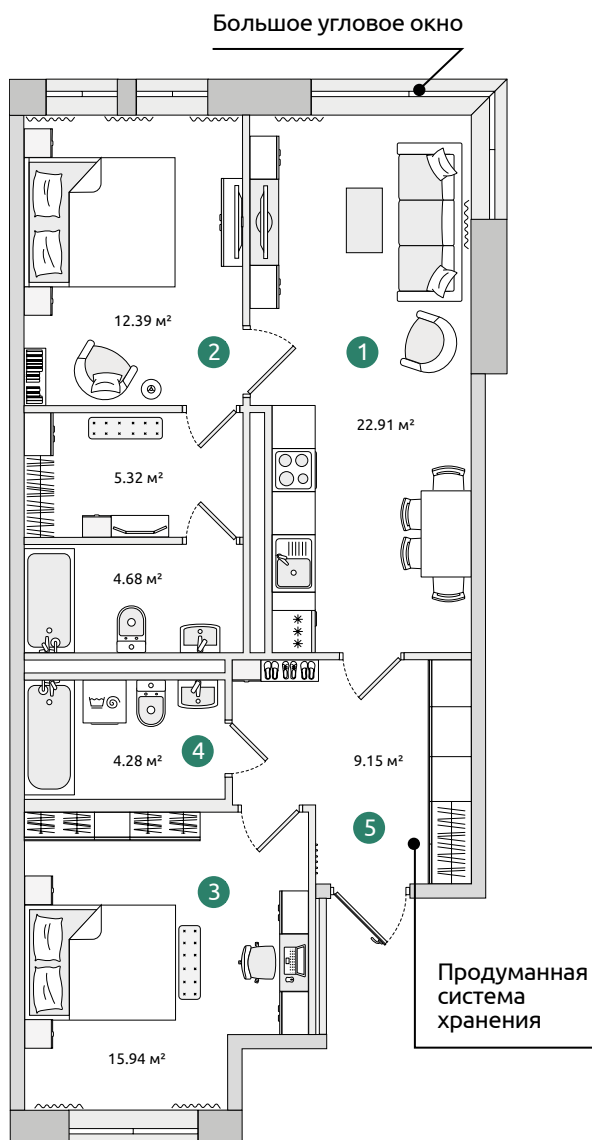 Большое угловое окно
12.39 м²
2
1
22.91 м²
5.32 м²
4.68 м²
4.28 м²
4
9.15 м²
5
3
Продуманная
система
хранения
15.94 м²